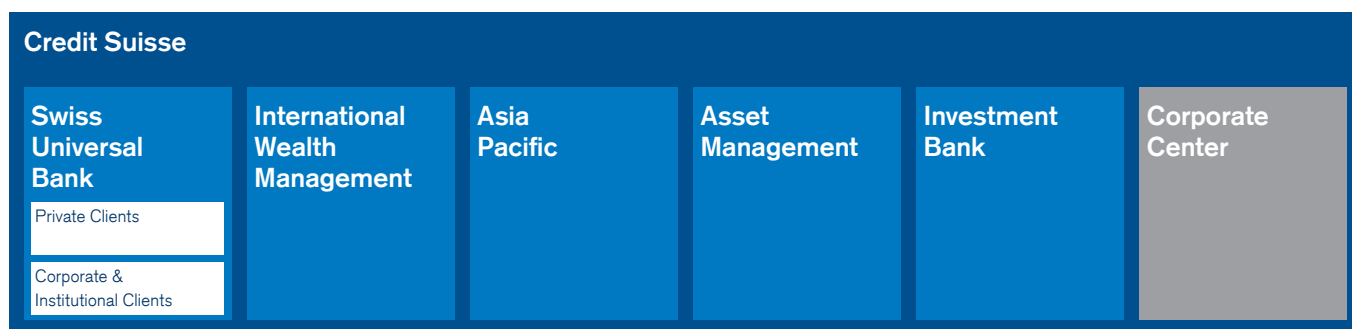 Credit Suisse
Swiss
Universal
Bank
Private Clients
Corporate &
Institutional Clients
International
Wealth
Management
Asia
Pacific
Asset
Management
Investment
Bank
Corporate
Center